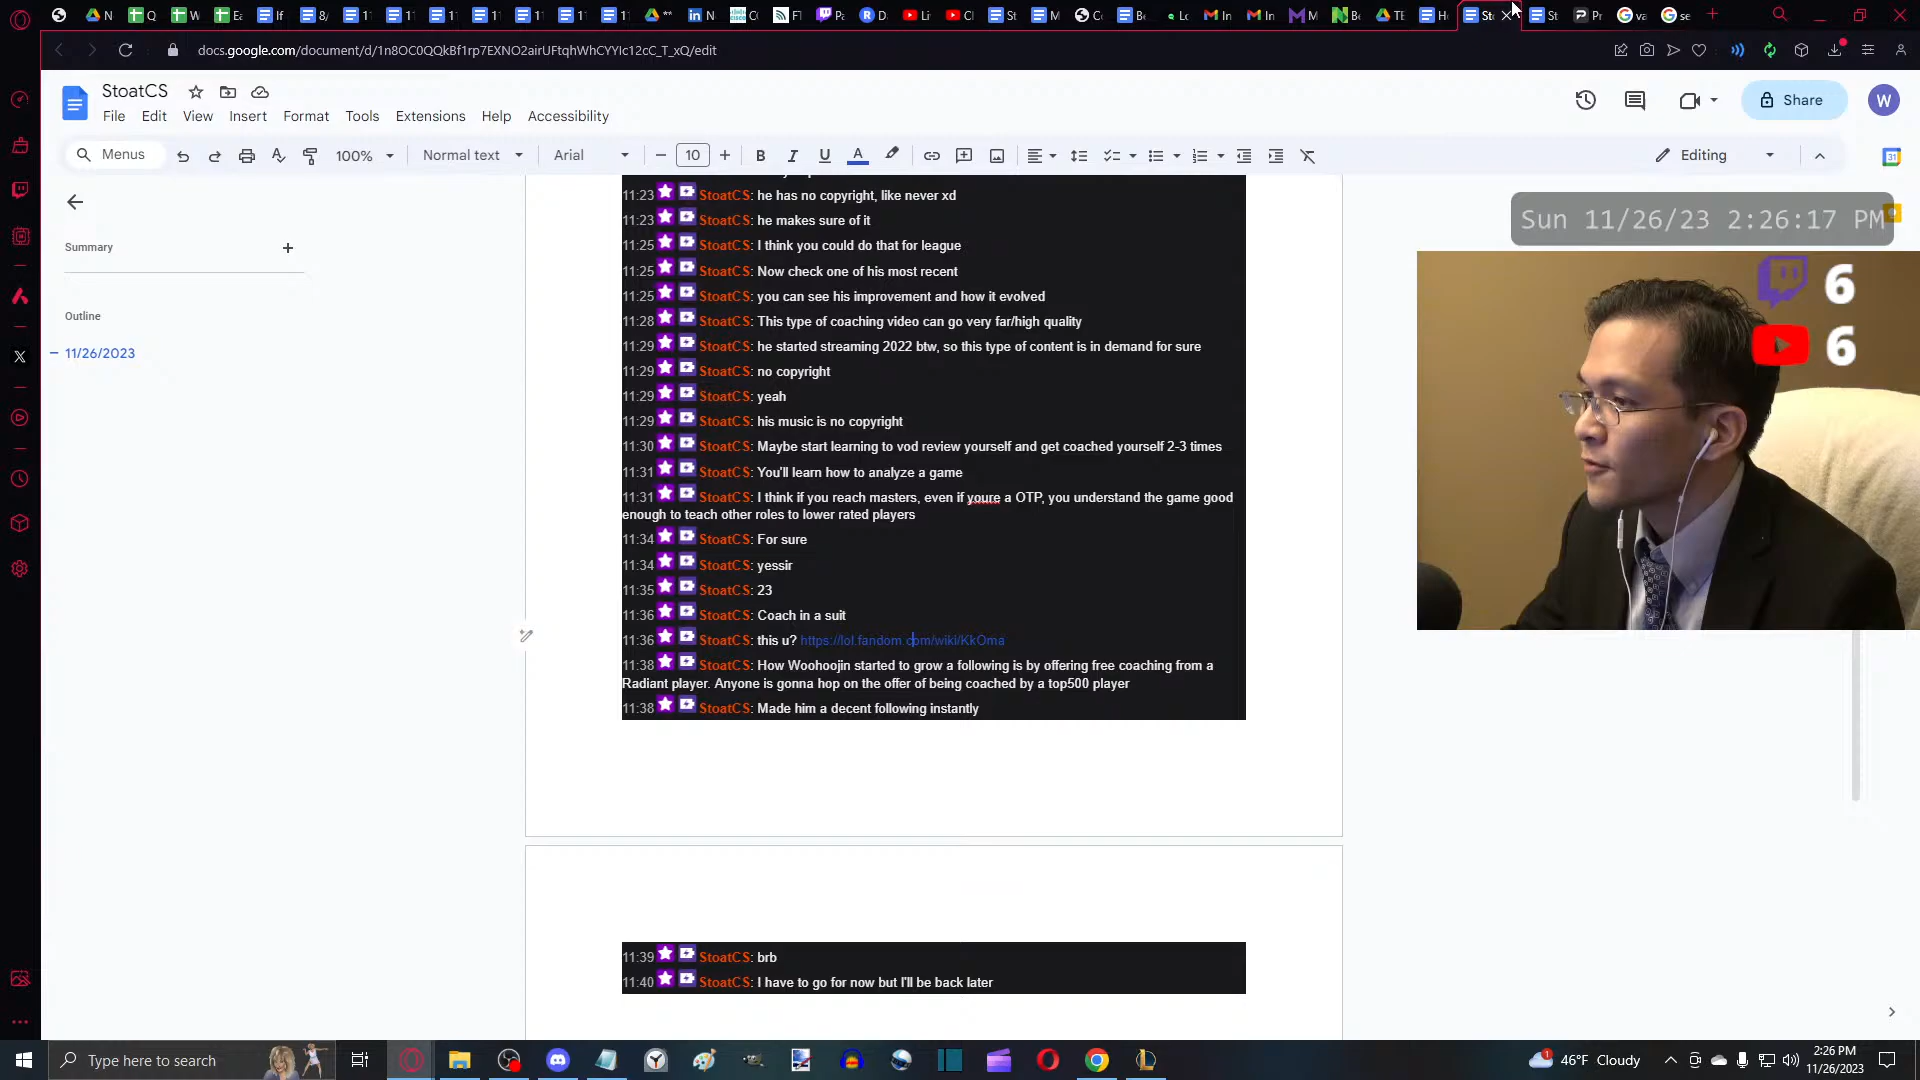 docs.google.com/document/d/1n8OC0QQkBf1rp7EXNO2airUFtqhWhCYYIc12cC_T_xQ/edit
StoatCS
File Edit View Insert Format Tools Extensions Help Accessibility
Share
W
Menus
100%
Normal text
Arial
10
Editing
Summary
Outline
11/26/2023
Sun 11/26/23 2:26:17 PM
6
6
11:23 StoatCS: he has no copyright, like never xd
11:23 StoatCS: he makes sure of it
11:25 StoatCS: I think you could do that for league
11:25 StoatCS: Now check one of his most recent
11:25 StoatCS: you can see his improvement and how it evolved
11:28 StoatCS: This type of coaching video can go very far/high quality
11:29 StoatCS: he started streaming 2022 btw, so this type of content is in demand for sure
11:29 StoatCS: no copyright
11:29 StoatCS: yeah
11:29 StoatCS: his music is no copyright
11:30 StoatCS: Maybe start learning to vod review yourself and get coached yourself 2-3 times
11:31 StoatCS: You'll learn how to analyze a game
11:31 StoatCS: I think if you reach masters, even if youre a OTP, you understand the game good
enough to teach other roles to lower rated players
11:34 StoatCS: For sure
11:34 StoatCS: yessir
11:35 StoatCS: 23
11:36 StoatCS: Coach in a suit
11:36 StoatCS: this u? https://lol.fandom.com/wiki/KkOma
11:38 StoatCS: How Woohoojin started to grow a following is by offering free coaching from a
Radiant player. Anyone is gonna hop on the offer of being coached by a top500 player
11:38 StoatCS: Made him a decent following instantly
11:39 StoatCS: brb
11:40 StoatCS: I have to go for now but I'll be back later
Type here to search
46°F Cloudy
2:26 PM
11/26/2023